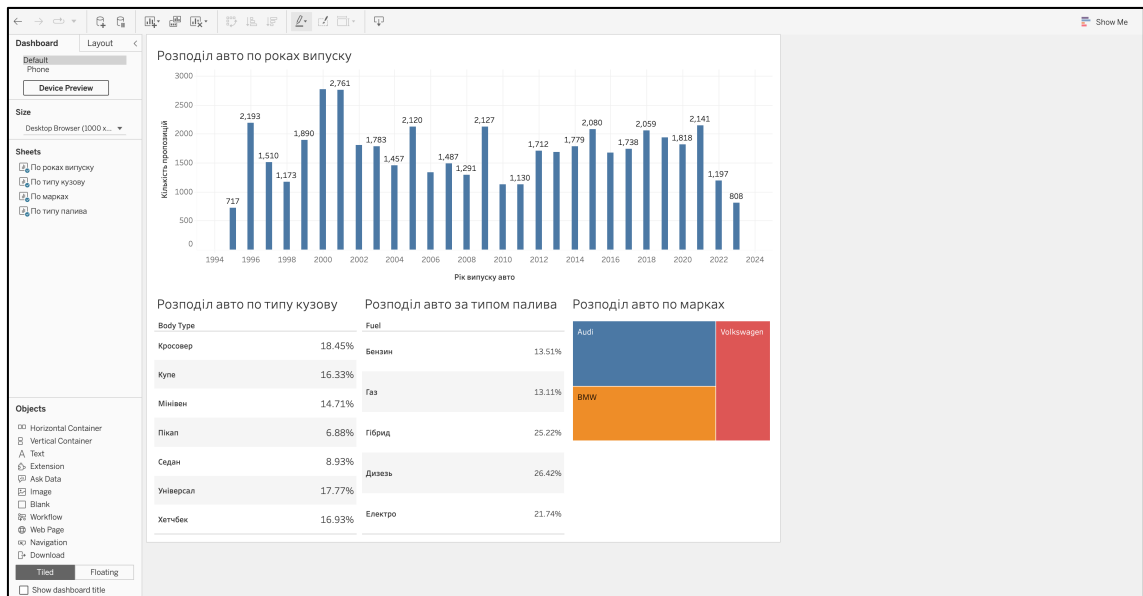 Show Me
Dashboard
Layout
Default
Phone
Device Preview
Size
Desktop Browser (1000 x...
Sheets
По роках випуску
По типу кузову
По марках
По типу палива
Objects
Horizontal Container
Vertical Container
A Text
Extension
Ask Data
Image
Blank
Workflow
Web Page
Navigation
Download
Tiled
Floating
Show dashboard title
Розподіл авто по роках випуску
Кількість пропозицій
3000
2500
2000
1500
1000
500
0
717
2,193
1,510
1,173
1,890
2,761
1,783
1,457
2,120
1,487
1,291
2,127
1,130
1,712
1,779
2,080
1,738
2,059
1,818
2,141
1,197
808
1994 1996 1998 2000 2002 2004 2006 2008 2010 2012 2014 2016 2018 2020 2022 2024
Рік випуску авто
Розподіл авто по типу кузову
Body Type
Кросовер 18.45%
Купе 16.33%
Мінівен 14.71%
Пікап 6.88%
Седан 8.93%
Універсал 17.77%
Хетчбек 16.93%
Розподіл авто за типом палива
Fuel
Бензин 13.51%
Газ 13.11%
Гібрид 25.22%
Дизезь 26.42%
Електро 21.74%
Розподіл авто по марках
Audi
Volkswagen
BMW